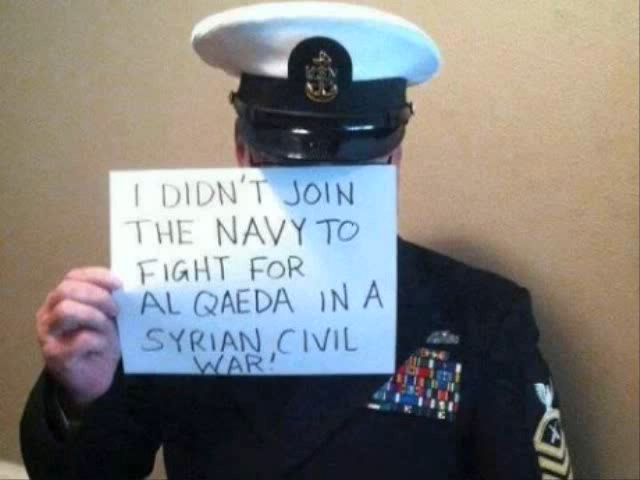 I DIDN'T JOIN
THE NAVY TO
FIGHT FOR
AL QAEDA IN A
SYRIAN CIVIL
WAR!